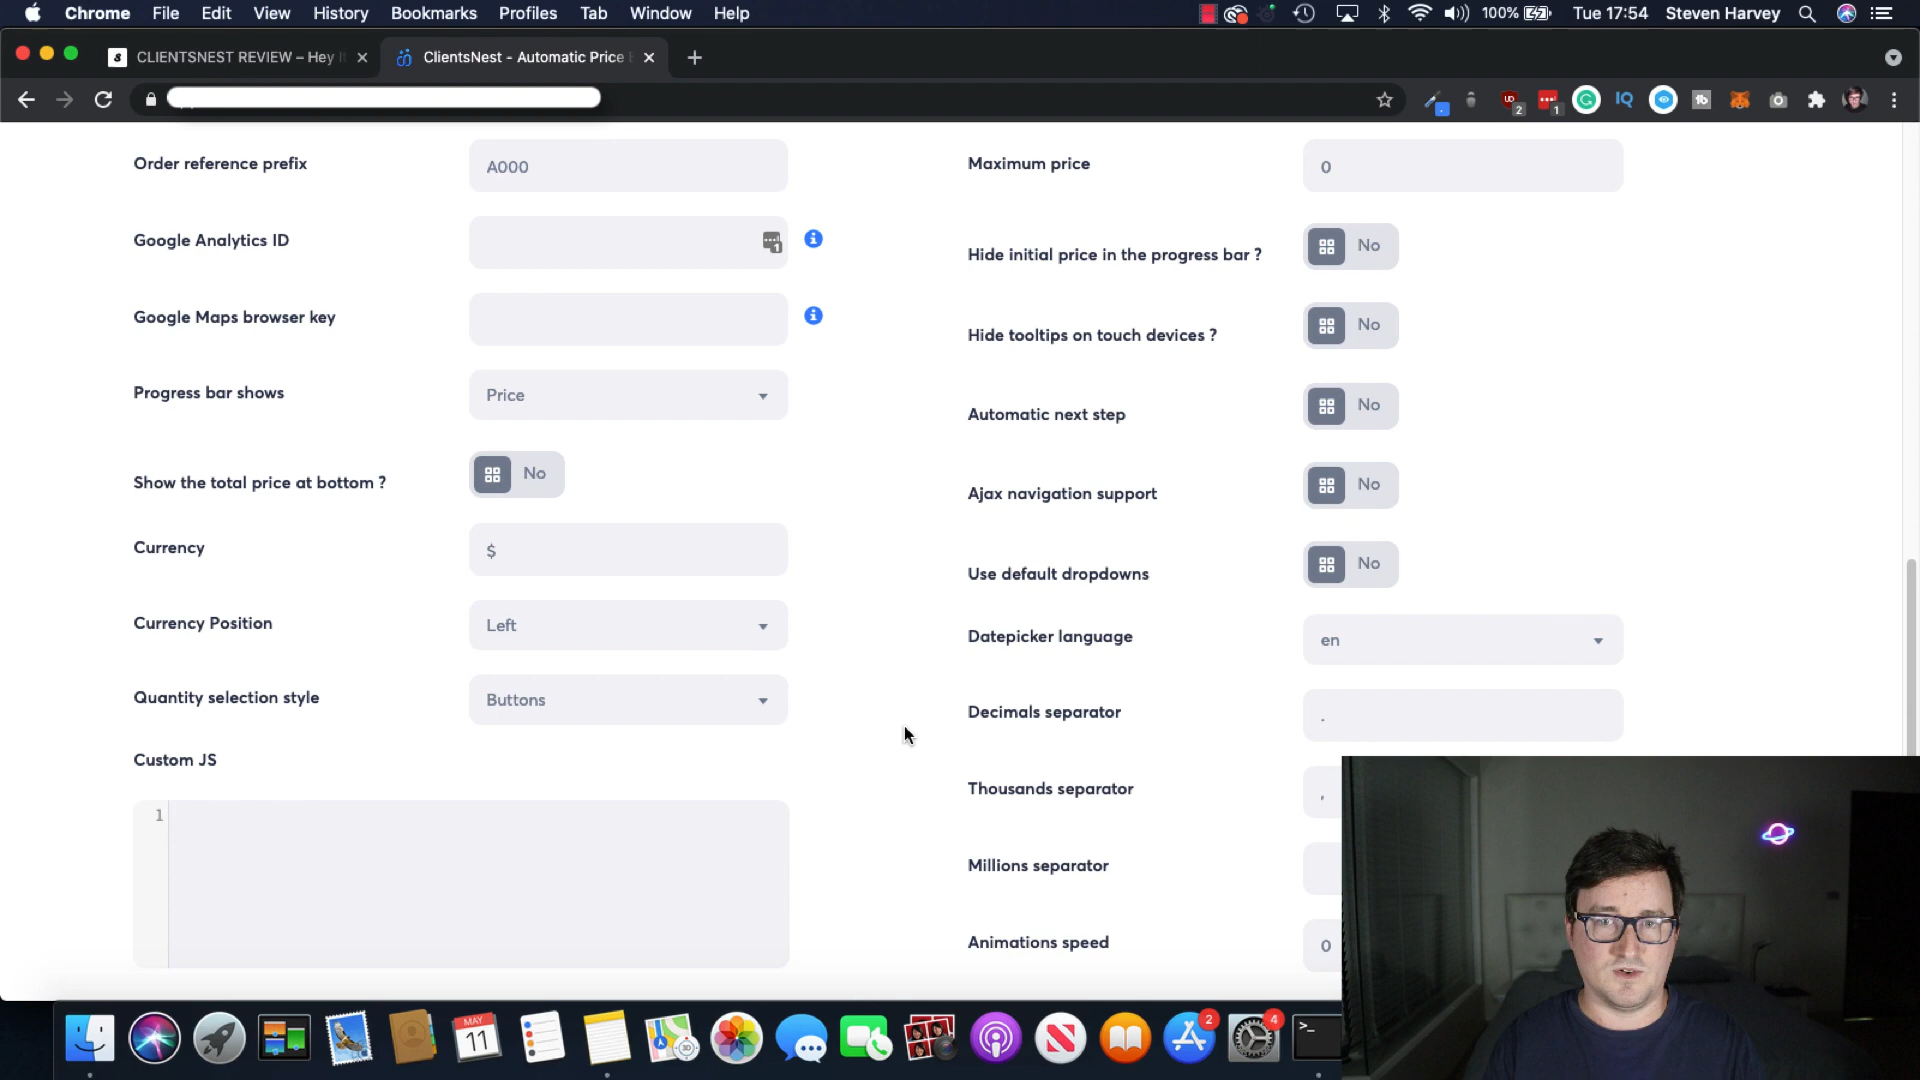 Chrome File Edit View History Bookmarks Profiles Tab Window Help 100% Tue 17:54 Steven Harvey
CLIENTSNEST REVIEW – Hey
ClientsNest - Automatic Price
Order reference prefix
A000
Google Analytics ID
Google Maps browser key
Progress bar shows
Price
Show the total price at bottom ?
No
Currency
$
Currency Position
Left
Quantity selection style
Buttons
Custom JS
1
Maximum price
0
Hide initial price in the progress bar ?
No
Hide tooltips on touch devices ?
No
Automatic next step
No
Ajax navigation support
No
Use default dropdowns
No
Datepicker language
en
Decimals separator
.
Thousands separator
,
Millions separator
Animations speed
0
MAY
11
2
4